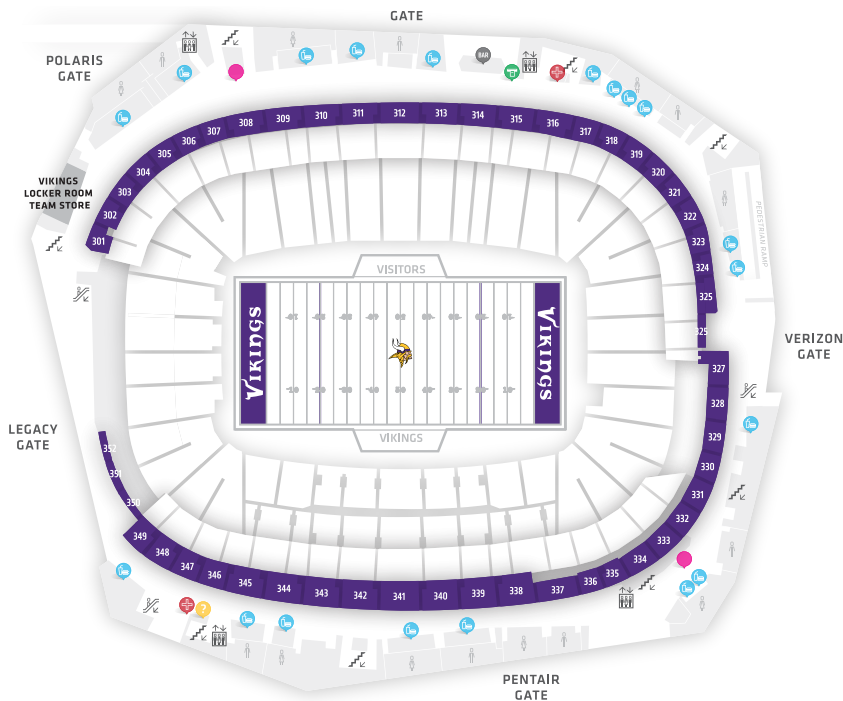 GATE
POLARIS
GATE
BAR
VIKINGS
LOCKER ROOM
TEAM STORE
301
302
303
304
305
306
307
308
309
310
311
312
313
314
315
316
317
318
319
320
321
322
323
324
325
325
327
328
329
330
331
332
333
334
335
336
337
338
339
340
341
342
343
344
345
346
347
348
349
350
351
352
PEDESTRIAN RAMP
VISITORS
VIKINGS
VIKINGS
VIKINGS
VERIZON
GATE
LEGACY
GATE
?
PENTAIR
GATE